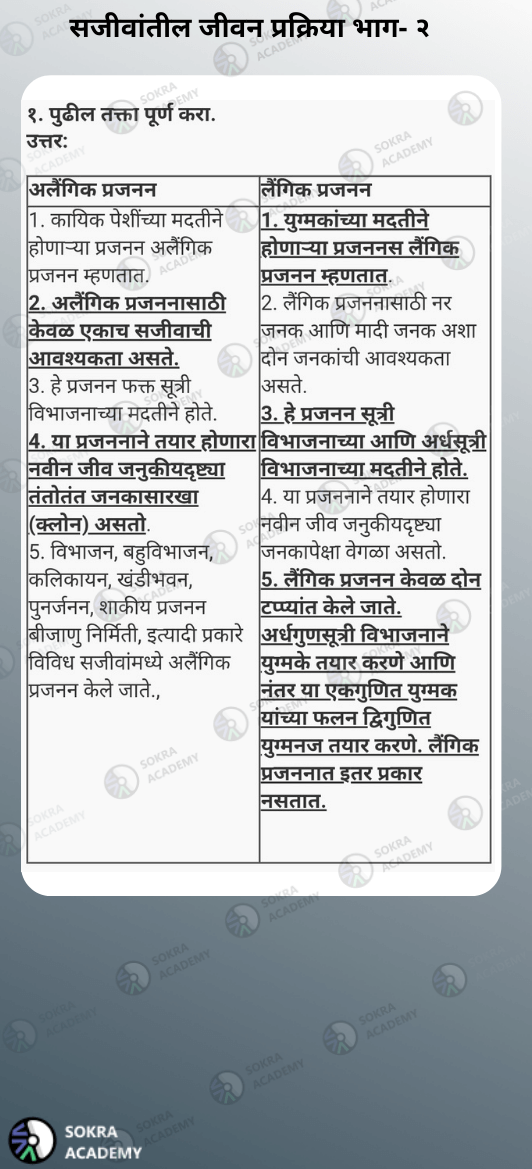 सजीवांतील जीवन प्रक्रिया भाग- २
१. पुढील तक्ता पूर्ण करा.
उत्तर:
अलैंगिक प्रजनन
1. कायिक पेशींच्या मदतीने
होणाऱ्या प्रजनन अलैंगिक
प्रजनन म्हणतात.
2. अलैंगिक प्रजननासाठी
केवळ एकाच सजीवाची
आवश्यकता असते.
3. हे प्रजनन फक्त सूत्री
विभाजनाच्या मदतीने होते.
4. या प्रजननाने तयार होणारा
नवीन जीव जनुकीयदृष्ट्या
तंतोतंत जनकासारखा
(क्लोन) असतो.
5. विभाजन, बहुविभाजन,
कलिकायन, खंडीभवन,
पुनर्जनन, शाकीय प्रजनन
बीजाणु निर्मिती, इत्यादी प्रकारे
विविध सजीवांमध्ये अलैंगिक
प्रजनन केले जाते.,
लैंगिक प्रजनन
1. युग्मकांच्या मदतीने
होणाऱ्या प्रजननस लैंगिक
प्रजनन म्हणतात.
2. लैंगिक प्रजननासाठी नर
जनक आणि मादी जनक अशा
दोन जनकांची आवश्यकता
असते.
3. हे प्रजनन सूत्री
विभाजनाच्या आणि अर्धसूत्री
विभाजनाच्या मदतीने होते.
4. या प्रजननाने तयार होणारा
नवीन जीव जनुकीयदृष्ट्या
जनकापेक्षा वेगळा असतो.
5. लैंगिक प्रजनन केवळ दोन
टप्प्यांत केले जाते.
अर्धगुणसूत्री विभाजनाने
युग्मके तयार करणे आणि
नंतर या एकगुणित युग्मक
यांच्या फलन द्विगुणित
युग्मनज तयार करणे. लैंगिक
प्रजननात इतर प्रकार
नसतात.
SOKRA
ACADEMY